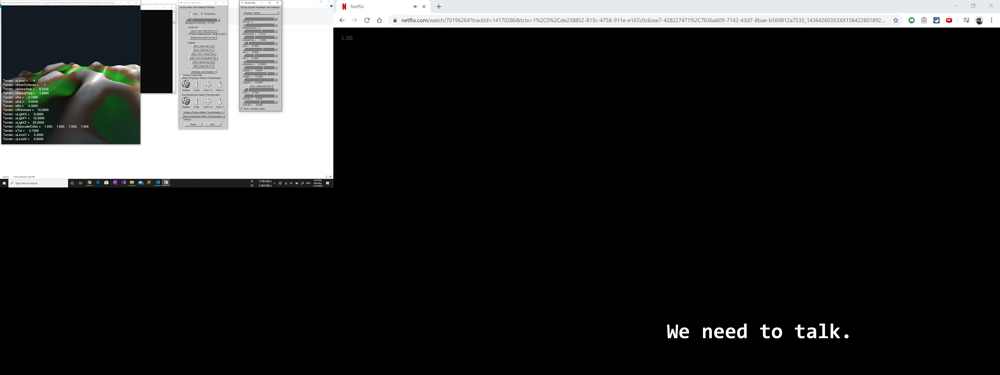 D:\Study Material\2020-Winter\CS557 Computer Graphics Shaders\Assignments\Final Project\FinalProject_Akash Agar...
Terrain : uLevel = 4
Terrain : uNumOctaves = 1
Terrain : uNoiseAmp = 8.3232
Terrain : uNoiseFreq = 1.0000
Terrain : uKa = 0.1000
Terrain : uKd = 0.6000
Terrain : uKs = 0.3000
Terrain : uShininess = 10.0000
Terrain : uLightX = 5.0000
Terrain : uLightY = 10.0000
Terrain : uLightZ = 20.0000
Terrain : uSpecularColor = 1.000, 1.000, 1.000, 1.000
Terrain : uTol = 0.1000
Terrain : uLevel1 = 0.3000
Terrain : uLevel2 = 0.5000
GLman Main User I...
GLman Main User Interface Window
Axes Perspective
Background Intensity = 0.1294
GLIB File
Load a new GLIB File [^L]
D:\Study Material\2020-Winter\CS557 C
Reload the GLIB File [^R]
Editing
Edit a Glib File [^G]
Edit a Vert File [^V]
Edit a Tess Control File
Edit a Tess Evaluation File
Edit a Geom File [^E]
Edit a Frag File [^F]
Hardcopy and Display +
Display Frame Rate
Global (Projection Matrix) Transformation
Rotation Scale Trans XY Trans Z
Eye (ModelView Matrix) Transformation
Rotation Scale Trans XY Trans Z
Texture (Texture Matrix) Transformation +
Object (Individual Matrix) Transformation +
Verbose
Reset Quit
GLman Sha...
GLman Shader Parameter User Interface
Program: Terrain
uLevel = 4
uNumOctaves = 1
uNoiseAmp = 8.3232
uNoiseFreq = 1.0000
uKa = 0.1000
uKd = 0.6000
uKs = 0.3000
uShininess = 10.0000
uLightX = 5.0000
uLightY = 10.0000
uLightZ = 20.0000
Color: uSpecularColor
uTol = 0.1000
uLevel1 = 0.3000
uLevel2 = 0.5000
Show Variable Labels
5 items 1 item selected 6.60 MB
Type here to search
U: 3.98 kB/s
D: 2.84 kB/s
ENG
4:35 PM
Saturday
3/14/2020
Netflix
netflix.com/watch/70196264?trackId=14170286&tctx=1%2C0%2Cde238852-813c-4758-911e-e167c0c6cee7-428227471%2C7636a609-7142-43d7-8bae-b569812a7535_143642603X3XX158422801892...
1.00
We need to talk.